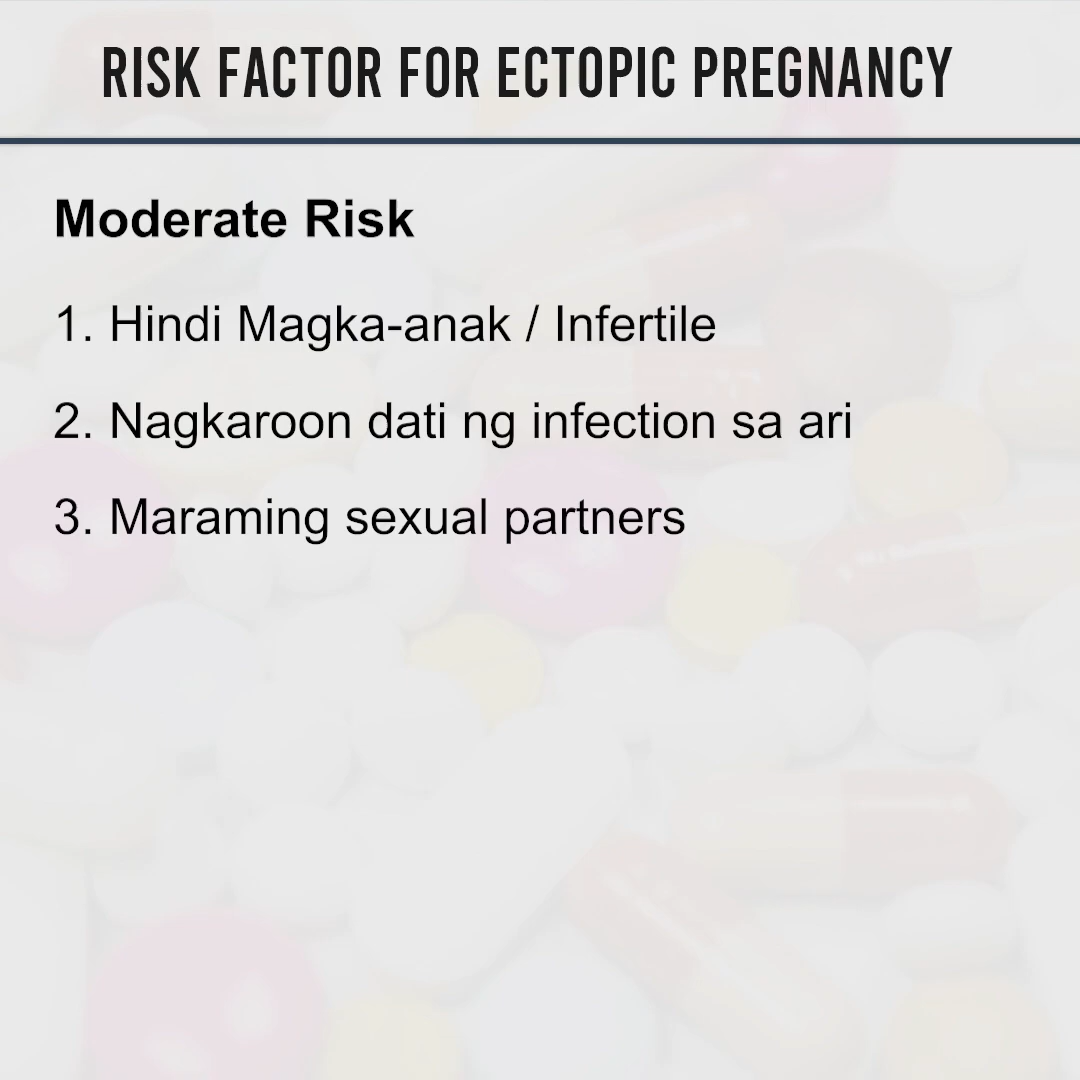 RISK FACTOR FOR ECTOPIC PREGNANCY
Moderate Risk
1. Hindi Magka-anak / Infertile
2. Nagkaroon dati ng infection sa ari
3. Maraming sexual partners